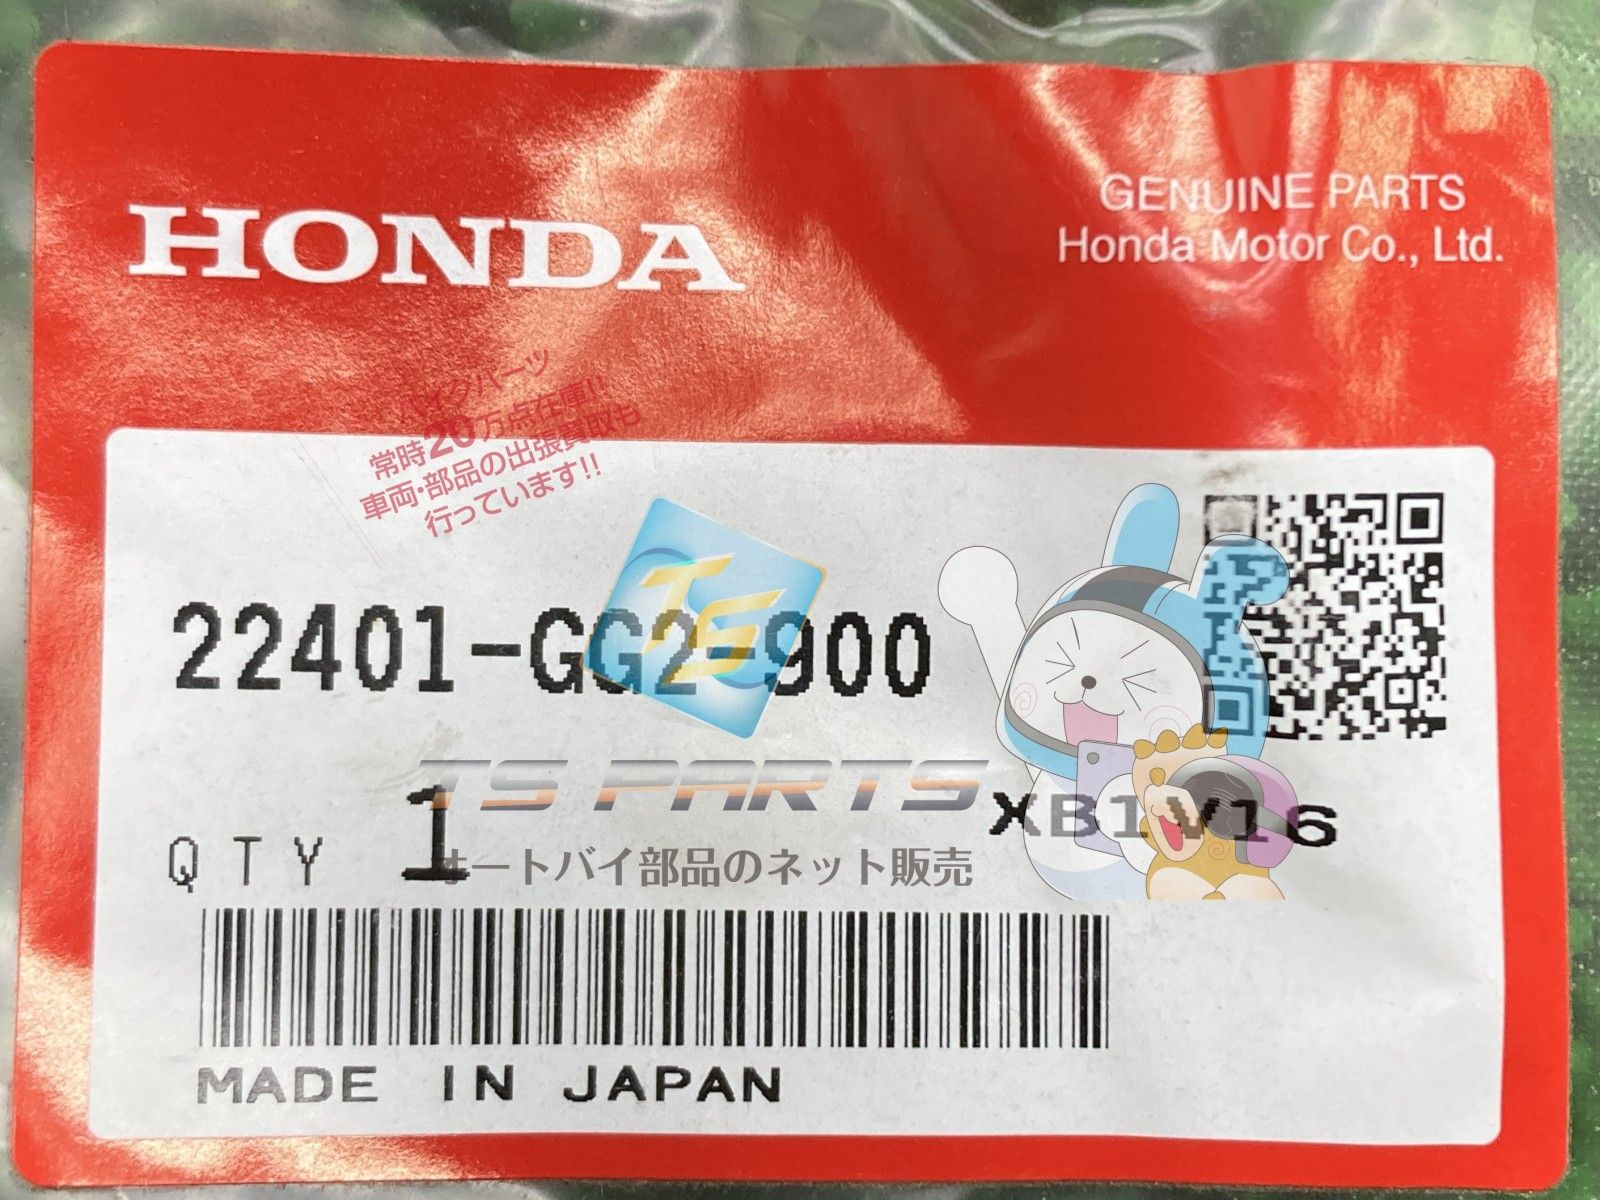 HONDA
GENUINE PARTS
Honda Motor Co., Ltd.
バイクパーツ
常時20万点在庫!!
車両・部品の出張買取も
行っています!!
TS
22401-GG2-900
TS PARTS
XB1V16
QTY 1
オートバイ部品のネット販売
MADE IN JAPAN